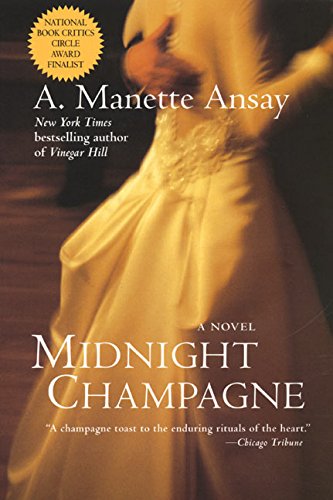 NATIONAL
BOOK CRITICS
CIRCLE
AWARD
FINALIST
A. Manette Ansay
New York Times
bestselling author
of Vinegar Hill
A NOVEL
MIDNIGHT
CHAMPAGNE
“A champagne toast to the enduring rituals of the heart.”
—Chicago Tribune